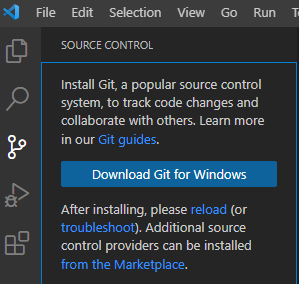 File Edit Selection View Go Run Te
SOURCE CONTROL
Install Git, a popular source control
system, to track code changes and
collaborate with others. Learn more
in our Git guides.
Download Git for Windows
After installing, please reload (or
troubleshoot). Additional source
control providers can be installed
from the Marketplace.